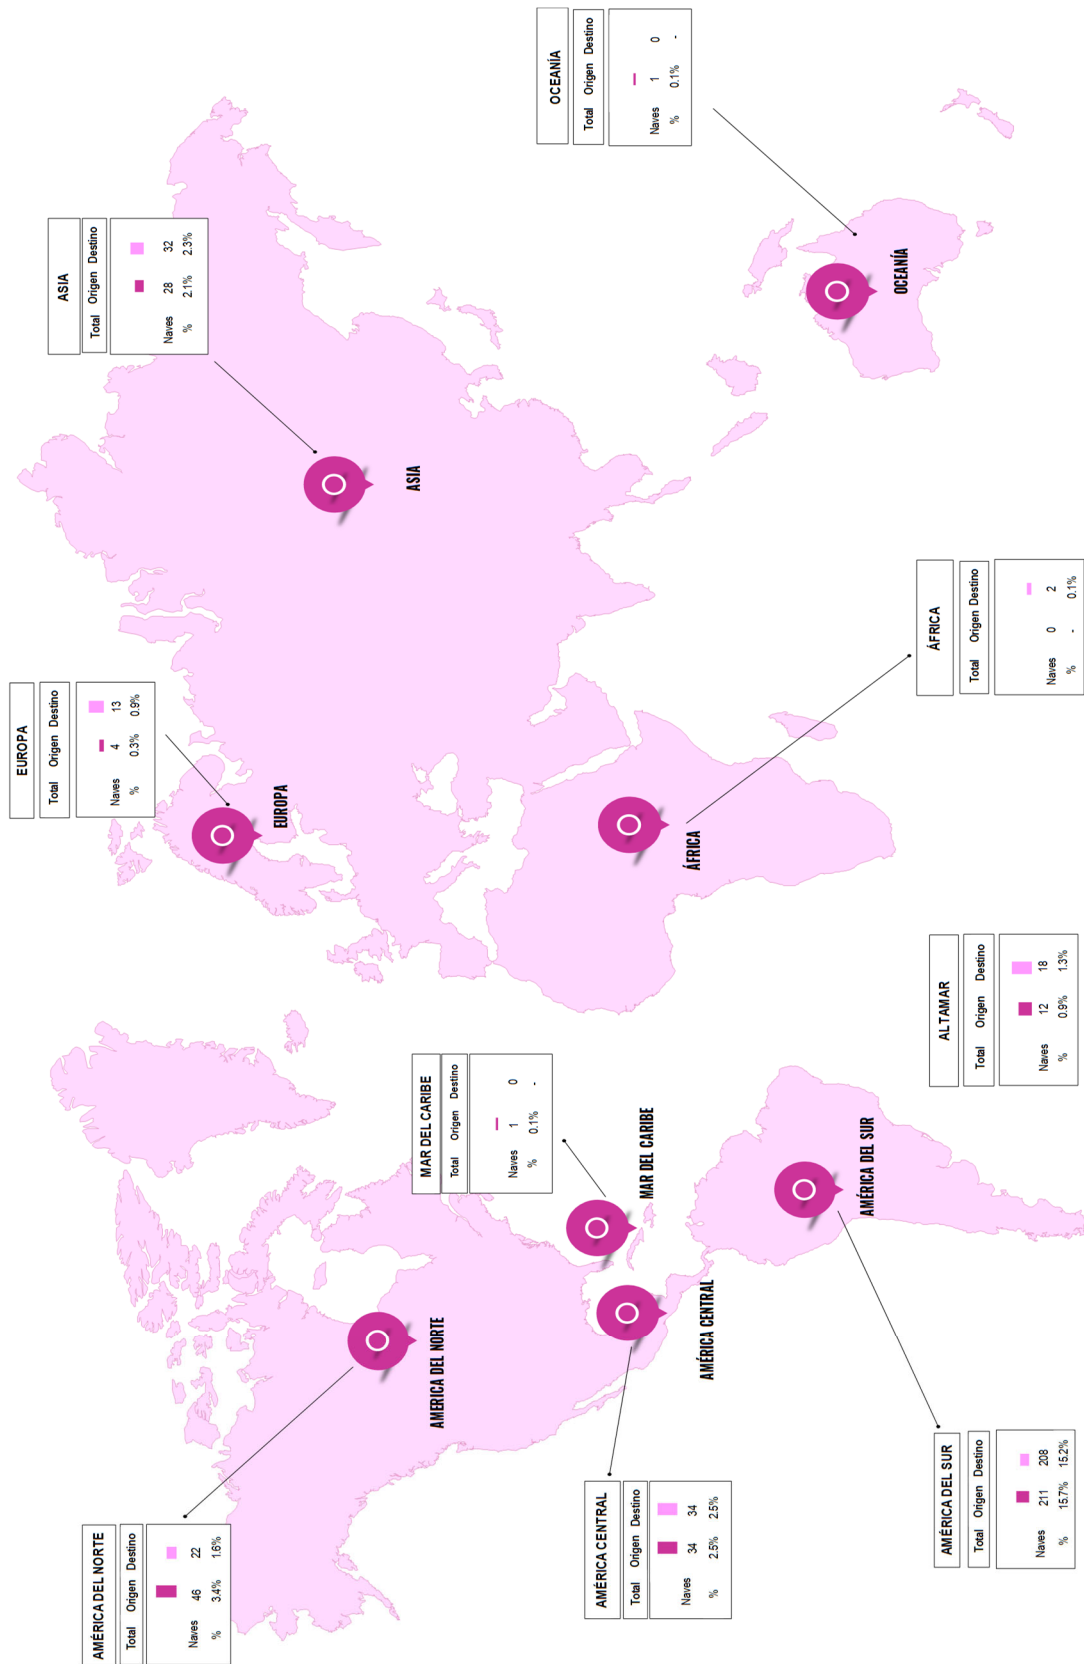 EUROPA
Total Origen Destino
Naves 4 13
% 0.3% 0.9%
ASIA
Total Origen Destino
Naves 28 32
% 2.1% 2.3%
AMÉRICA DEL NORTE
Total Origen Destino
Naves 46 22
% 3.4% 1.6%
EUROPA
ASIA
AMERICA DEL NORTE
MAR DEL CARIBE
Total Origen Destino
Naves 1 0
% 0.1% -
OCEANÍA
Total Origen Destino
Naves 1 0
% 0.1% -
AMÉRICA CENTRAL
Total Origen Destino
Naves 34 34
% 2.5% 2.5%
MAR DEL CARIBE
AMÉRICA CENTRAL
ÁFRICA
OCEANÍA
AMÉRICA DEL SUR
ÁFRICA
Total Origen Destino
Naves 0 2
% - 0.1%
ALTAMAR
Total Origen Destino
Naves 12 18
% 0.9% 1.3%
AMÉRICA DEL SUR
Total Origen Destino
Naves 211 208
% 15.7% 15.2%